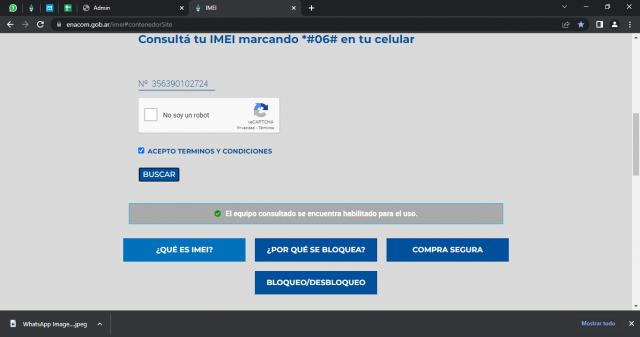 Admin
IMEI
enacom.gob.ar/imei#contenedorSite
Consultá tu IMEI marcando *#06# en tu celular
Nº 356390102724
No soy un robot
reCAPTCHA
Privacidad - Términos
ACEPTO TERMINOS Y CONDICIONES
BUSCAR
El equipo consultado se encuentra habilitado para el uso.
¿QUÉ ES IMEI?
¿POR QUÉ SE BLOQUEA?
COMPRA SEGURA
BLOQUEO/DESBLOQUEO
WhatsApp Image....jpeg
Mostrar todo